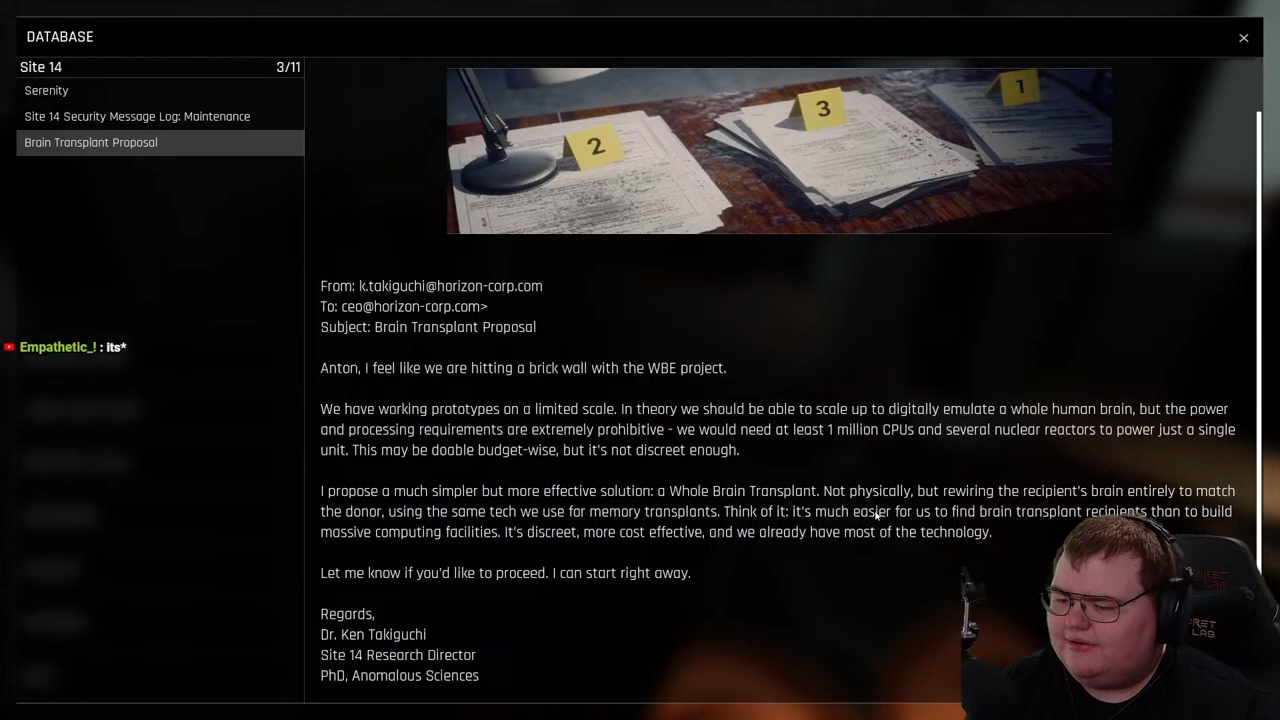 DATABASE
Site 14 3/11
Serenity
Site 14 Security Message Log: Maintenance
Brain Transplant Proposal
2
3
1
From: k.takiguchi@horizon-corp.com
To: ceo@horizon-corp.com>
Subject: Brain Transplant Proposal
Empathetic_! : its*
Anton, I feel like we are hitting a brick wall with the WBE project.
We have working prototypes on a limited scale. In theory we should be able to scale up to digitally emulate a whole human brain, but the power
and processing requirements are extremely prohibitive - we would need at least 1 million CPUs and several nuclear reactors to power just a single
unit. This may be doable budget-wise, but it's not discreet enough.
I propose a much simpler but more effective solution: a Whole Brain Transplant. Not physically, but rewiring the recipient's brain entirely to match
the donor, using the same tech we use for memory transplants. Think of it: it's much easier for us to find brain transplant recipients than to build
massive computing facilities. It's discreet, more cost effective, and we already have most of the technology.
Let me know if you'd like to proceed. I can start right away.
Regards,
Dr. Ken Takiguchi
Site 14 Research Director
PhD, Anomalous Sciences